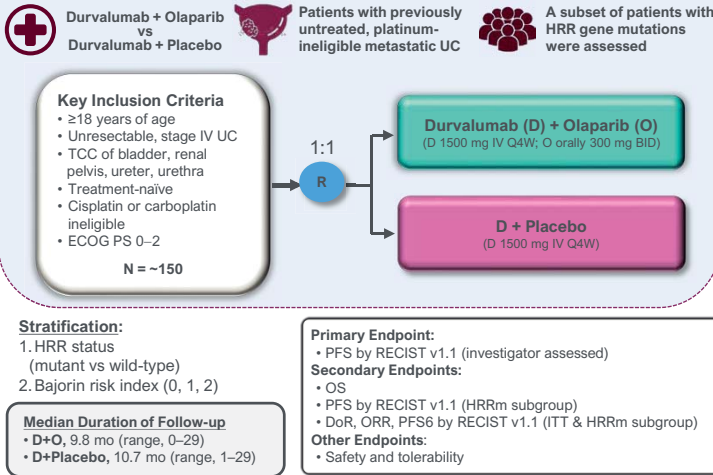 Durvalumab + Olaparib
vs
Durvalumab + Placebo
Patients with previously
untreated, platinum-
ineligible metastatic UC
A subset of patients with
HRR gene mutations
were assessed
Key Inclusion Criteria
• ≥18 years of age
• Unresectable, stage IV UC
• TCC of bladder, renal
pelvis, ureter, urethra
• Treatment-naïve
• Cisplatin or carboplatin
ineligible
• ECOG PS 0–2
N = ~150
1:1
R
Durvalumab (D) + Olaparib (O)
(D 1500 mg IV Q4W; O orally 300 mg BID)
D + Placebo
(D 1500 mg IV Q4W)
Stratification:
1. HRR status
(mutant vs wild-type)
2. Bajorin risk index (0, 1, 2)
Median Duration of Follow-up
• D+O, 9.8 mo (range, 0–29)
• D+Placebo, 10.7 mo (range, 1–29)
Primary Endpoint:
• PFS by RECIST v1.1 (investigator assessed)
Secondary Endpoints:
• OS
• PFS by RECIST v1.1 (HRRm subgroup)
• DoR, ORR, PFS6 by RECIST v1.1 (ITT & HRRm subgroup)
Other Endpoints:
• Safety and tolerability